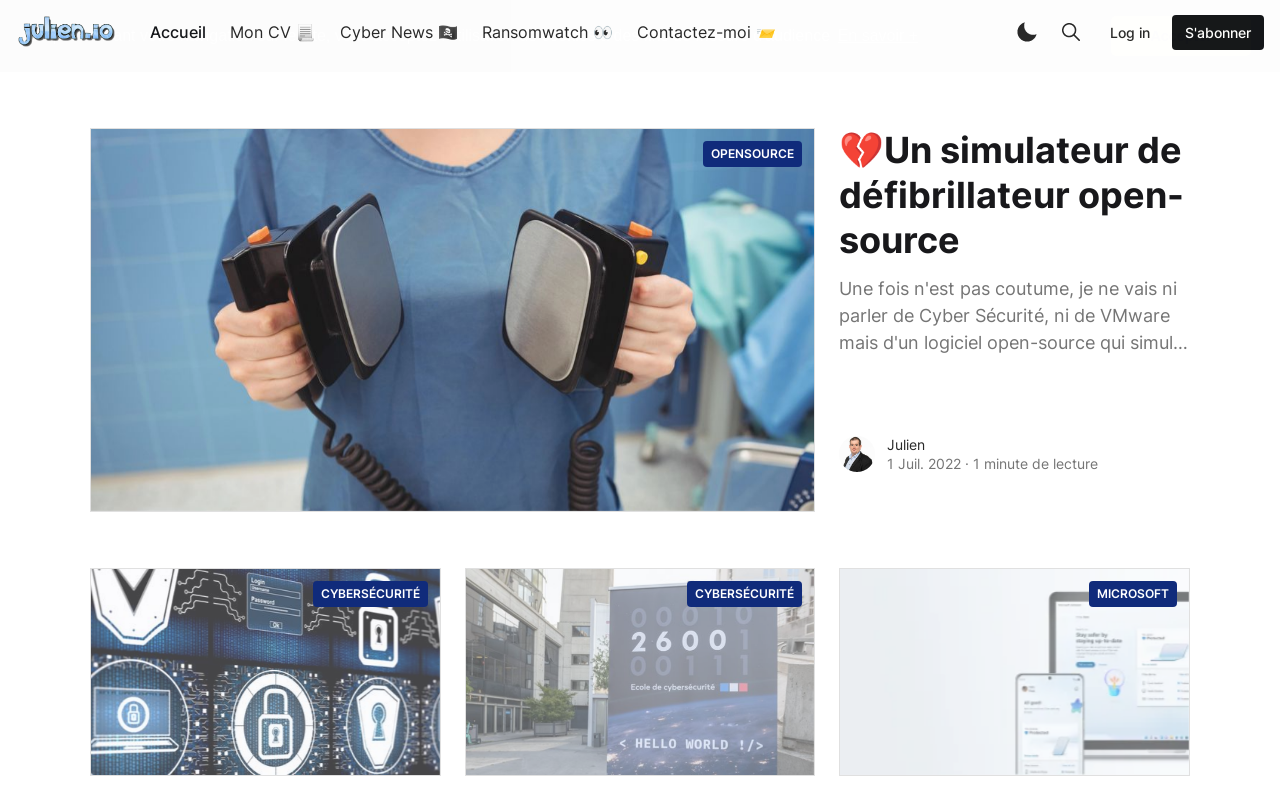 julien.io
Accueil
Mon CV 📃
Cyber News 🏴‍☠️
Ransomwatch 👀
Contactez-moi 📨
Log in
S'abonner
OPENSOURCE
💔Un simulateur de
défibrillateur open-
source
Une fois n'est pas coutume, je ne vais ni
parler de Cyber Sécurité, ni de VMware
mais d'un logiciel open-source qui simul...
Julien
1 Juil. 2022 · 1 minute de lecture
CYBERSÉCURITÉ
Login
Username
Password
Ok
CYBERSÉCURITÉ
0 0 0 1 0
2 6 0 0 1
0 0 1 1 1
Ecole de cybersécurité
< HELLO WORLD !/>
MICROSOFT
Stay safer by
staying up-to-date